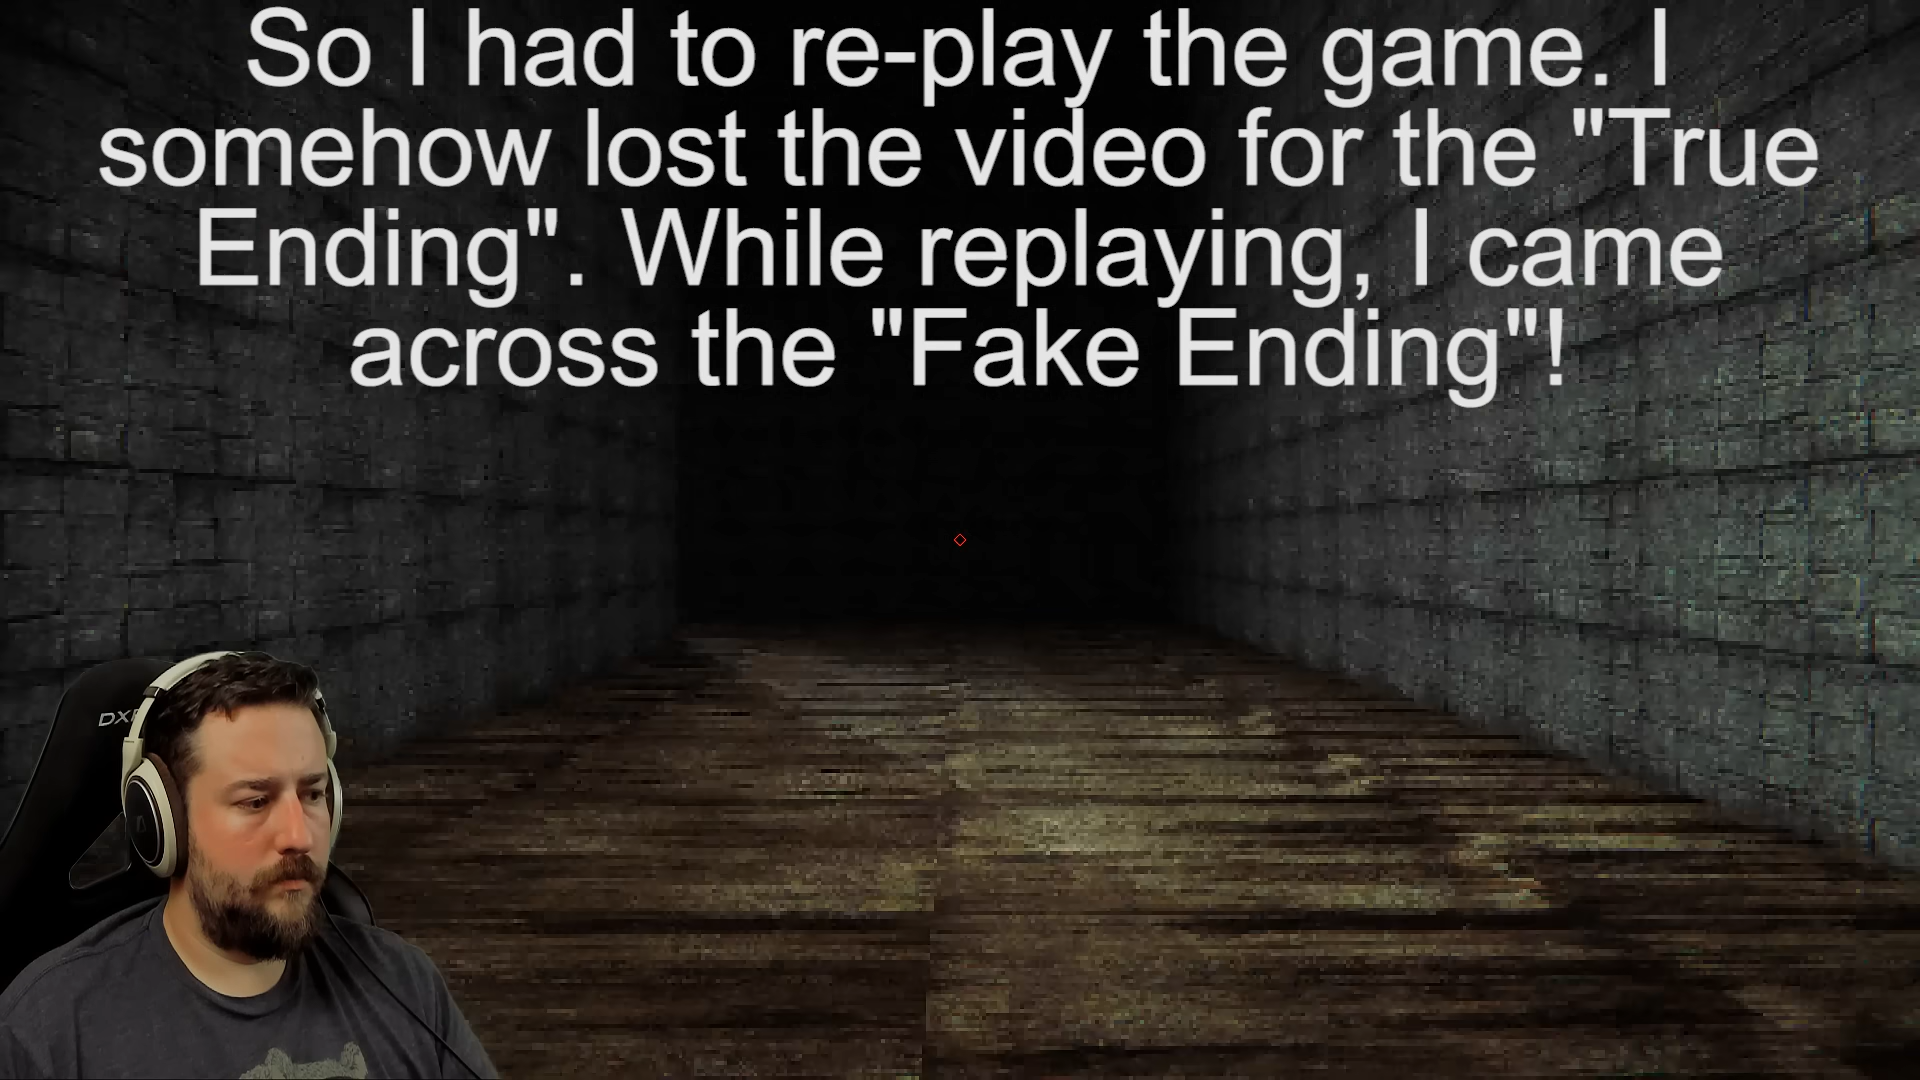 So I had to re-play the game. I
somehow lost the video for the "True
Ending". While replaying, I came
across the "Fake Ending"!